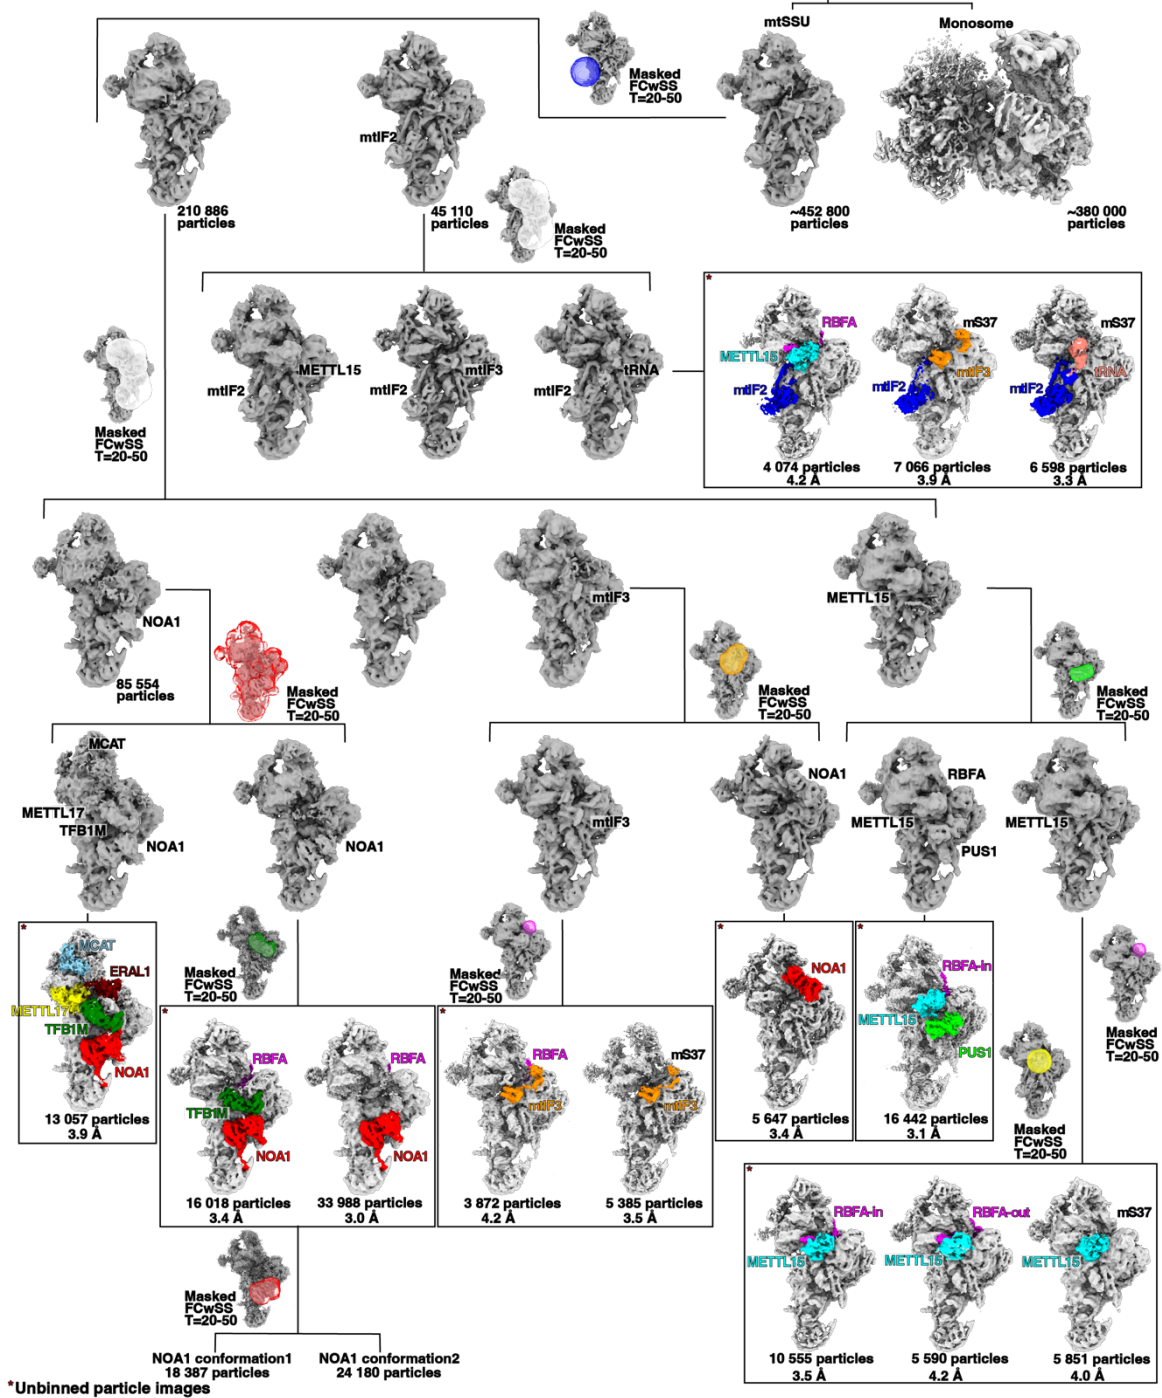 mtSSU
Monosome
Masked
FCwSS
T=20-50
mtIF2
210 886
particles
45 110
particles
Masked
FCwSS
T=20-50
~452 800
particles
~380 000
particles
Masked
FCwSS
T=20-50
mtIF2
METTL15
mtIF2
mtIF3
mtIF2
tRNA
*
RBFA
METTL15
mtIF2
4 074 particles
4.2 Å
mS37
mtIF3
mtIF2
7 066 particles
3.9 Å
mS37
tRNA
mtIF2
6 598 particles
3.3 Å
NOA1
85 554
particles
mtIF3
METTL15
Masked
FCwSS
T=20-50
Masked
FCwSS
T=20-50
Masked
FCwSS
T=20-50
MCAT
METTL17
TFB1M
NOA1
NOA1
mtIF3
NOA1
RBFA
METTL15
PUS1
METTL15
*
MCAT
ERAL1
METTL17
TFB1M
NOA1
13 057 particles
3.9 Å
Masked
FCwSS
T=20-50
*
RBFA
TFB1M
NOA1
16 018 particles
3.4 Å
RBFA
NOA1
33 988 particles
3.0 Å
Masked
FCwSS
T=20-50
*
RBFA
mtIF3
3 872 particles
4.2 Å
mS37
mtIF3
5 385 particles
3.5 Å
*
NOA1
5 647 particles
3.4 Å
*
RBFA-in
METTL15
PUS1
16 442 particles
3.1 Å
Masked
FCwSS
T=20-50
Masked
FCwSS
T=20-50
*
RBFA-in
METTL15
10 555 particles
3.5 Å
RBFA-out
METTL15
5 590 particles
4.2 Å
mS37
METTL15
5 851 particles
4.0 Å
Masked
FCwSS
T=20-50
NOA1 conformation1
18 387 particles
NOA1 conformation2
24 180 particles
*Unbinned particle images